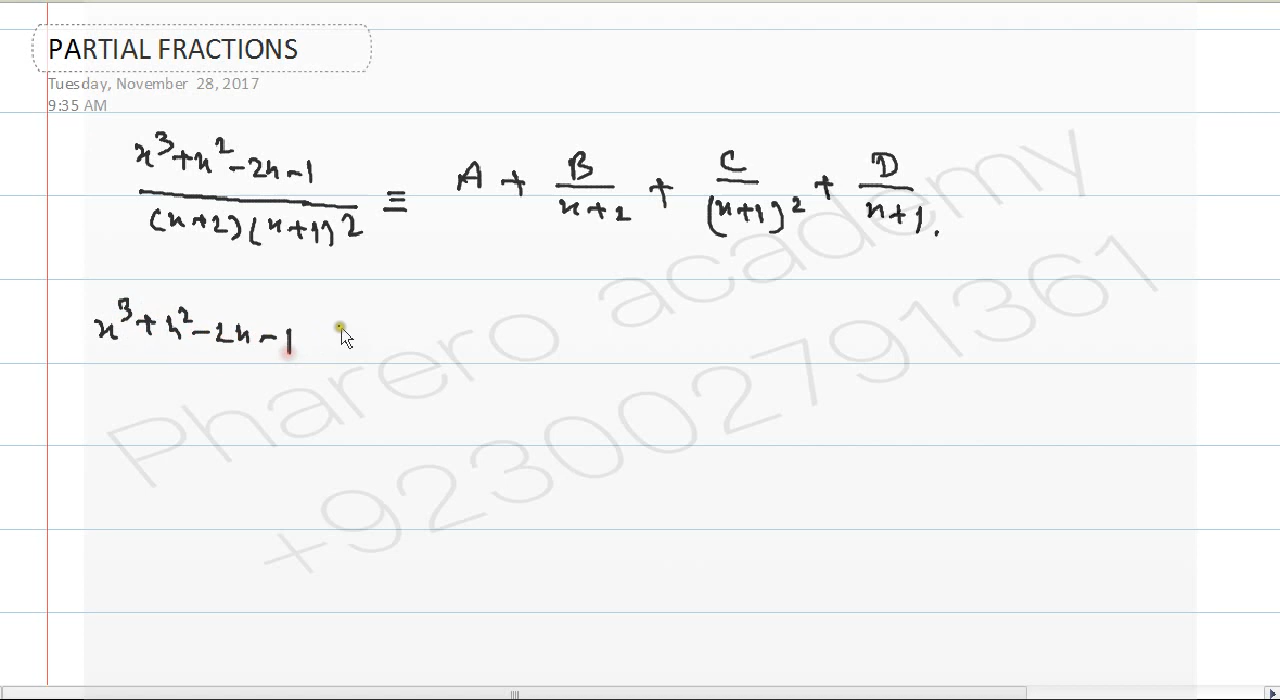 PARTIAL FRACTIONS
Tuesday, November 28, 2017
9:35 AM
x³+x²-2x-1 / (x+2)(x+1)² ≡ A + B/(x+2) + C/(x+1)² + D/(x+1).
x³+x²-2x-1
Pharero academy
+923002791361